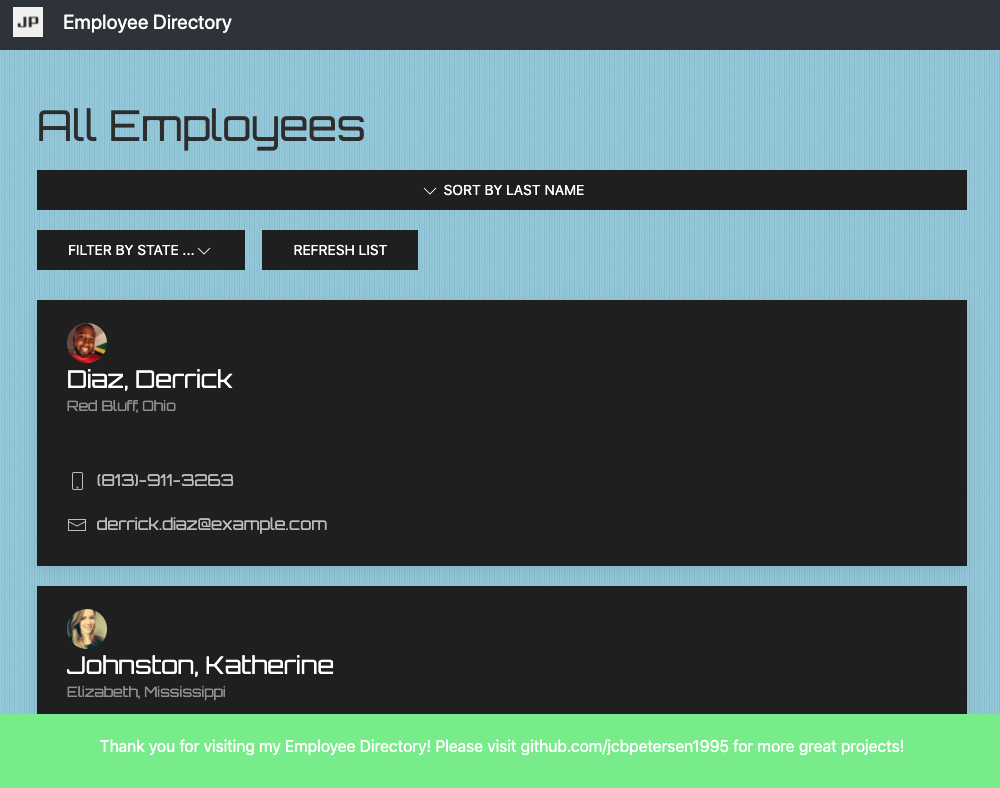 JP Employee Directory
All Employees
SORT BY LAST NAME
FILTER BY STATE ... REFRESH LIST
Diaz, Derrick
Red Bluff, Ohio
(813)-911-3263
derrick.diaz@example.com
Johnston, Katherine
Elizabeth, Mississippi
Thank you for visiting my Employee Directory! Please visit github.com/jcbpetersen1995 for more great projects!